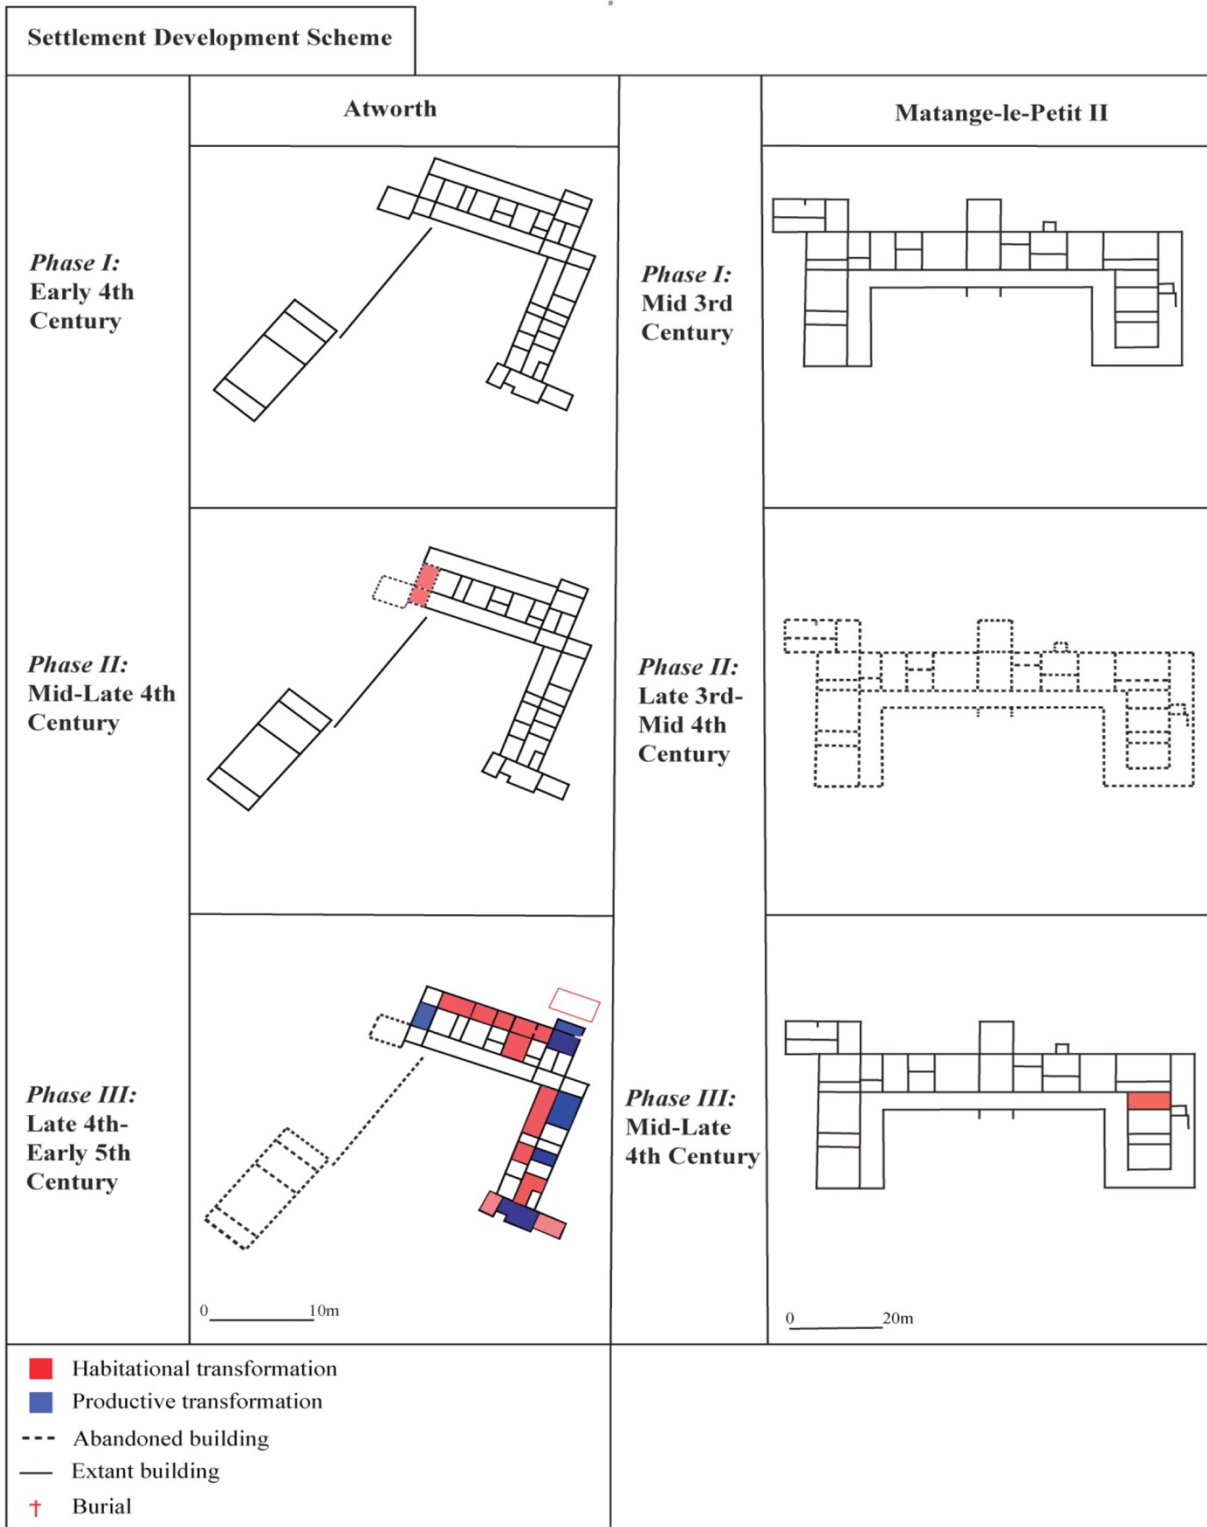 Settlement Development Scheme
Atworth
Matange-le-Petit II
Phase I:
Early 4th
Century
Phase I:
Mid 3rd
Century
Phase II:
Mid-Late 4th
Century
Phase II:
Late 3rd-
Mid 4th
Century
Phase III:
Late 4th-
Early 5th
Century
Phase III:
Mid-Late
4th Century
0 10m
0 20m
Habitational transformation
Productive transformation
Abandoned building
Extant building
Burial